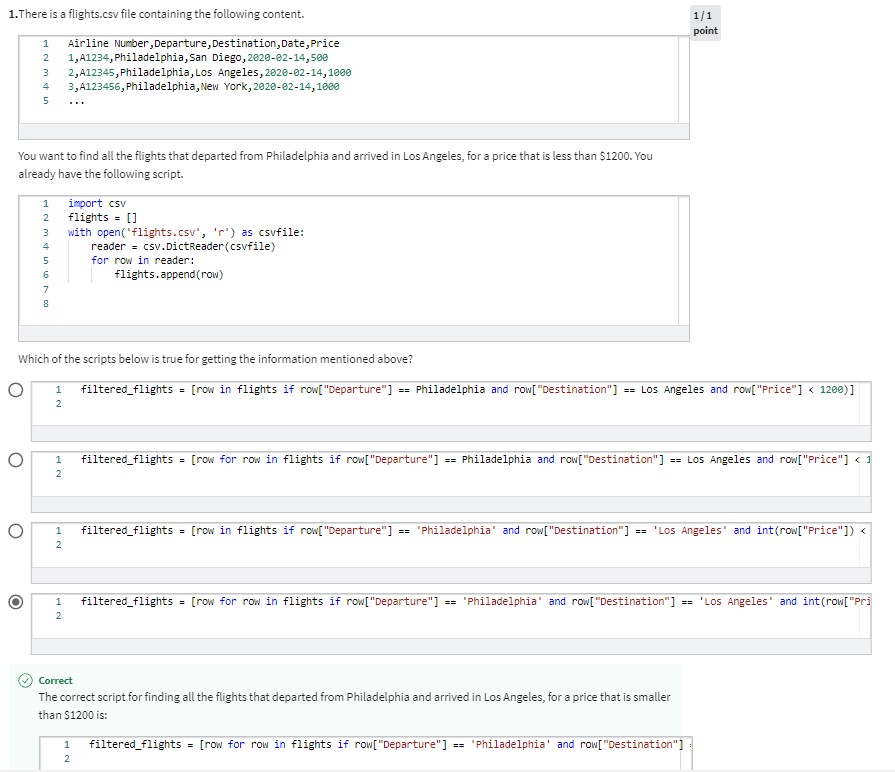 1.There is a flights.csv file containing the following content.
1/1
point
1 Airline Number,Departure,Destination,Date,Price
2 1,A1234,Philadelphia,San Diego,2020-02-14,500
3 2,A12345,Philadelphia,Los Angeles,2020-02-14,1000
4 3,A123456,Philadelphia,New York,2020-02-14,1000
5 ...
You want to find all the flights that departed from Philadelphia and arrived in Los Angeles, for a price that is less than $1200. You
already have the following script.
1 import csv
2 flights = []
3 with open('flights.csv', 'r') as csvfile:
4 reader = csv.DictReader(csvfile)
5 for row in reader:
6 flights.append(row)
7
8
Which of the scripts below is true for getting the information mentioned above?
1 filtered_flights = [row in flights if row["Departure"] == Philadelphia and row["Destination"] == Los Angeles and row["Price"] < 1200)]
2
1 filtered_flights = [row for row in flights if row["Departure"] == Philadelphia and row["Destination"] == Los Angeles and row["Price"] < 1
2
1 filtered_flights = [row in flights if row["Departure"] == 'Philadelphia' and row["Destination"] == 'Los Angeles' and int(row["Price"]) <
2
1 filtered_flights = [row for row in flights if row["Departure"] == 'Philadelphia' and row["Destination"] == 'Los Angeles' and int(row["Pri
2
Correct
The correct script for finding all the flights that departed from Philadelphia and arrived in Los Angeles, for a price that is smaller
than $1200 is:
1 filtered_flights = [row for row in flights if row["Departure"] == 'Philadelphia' and row["Destination"]
2